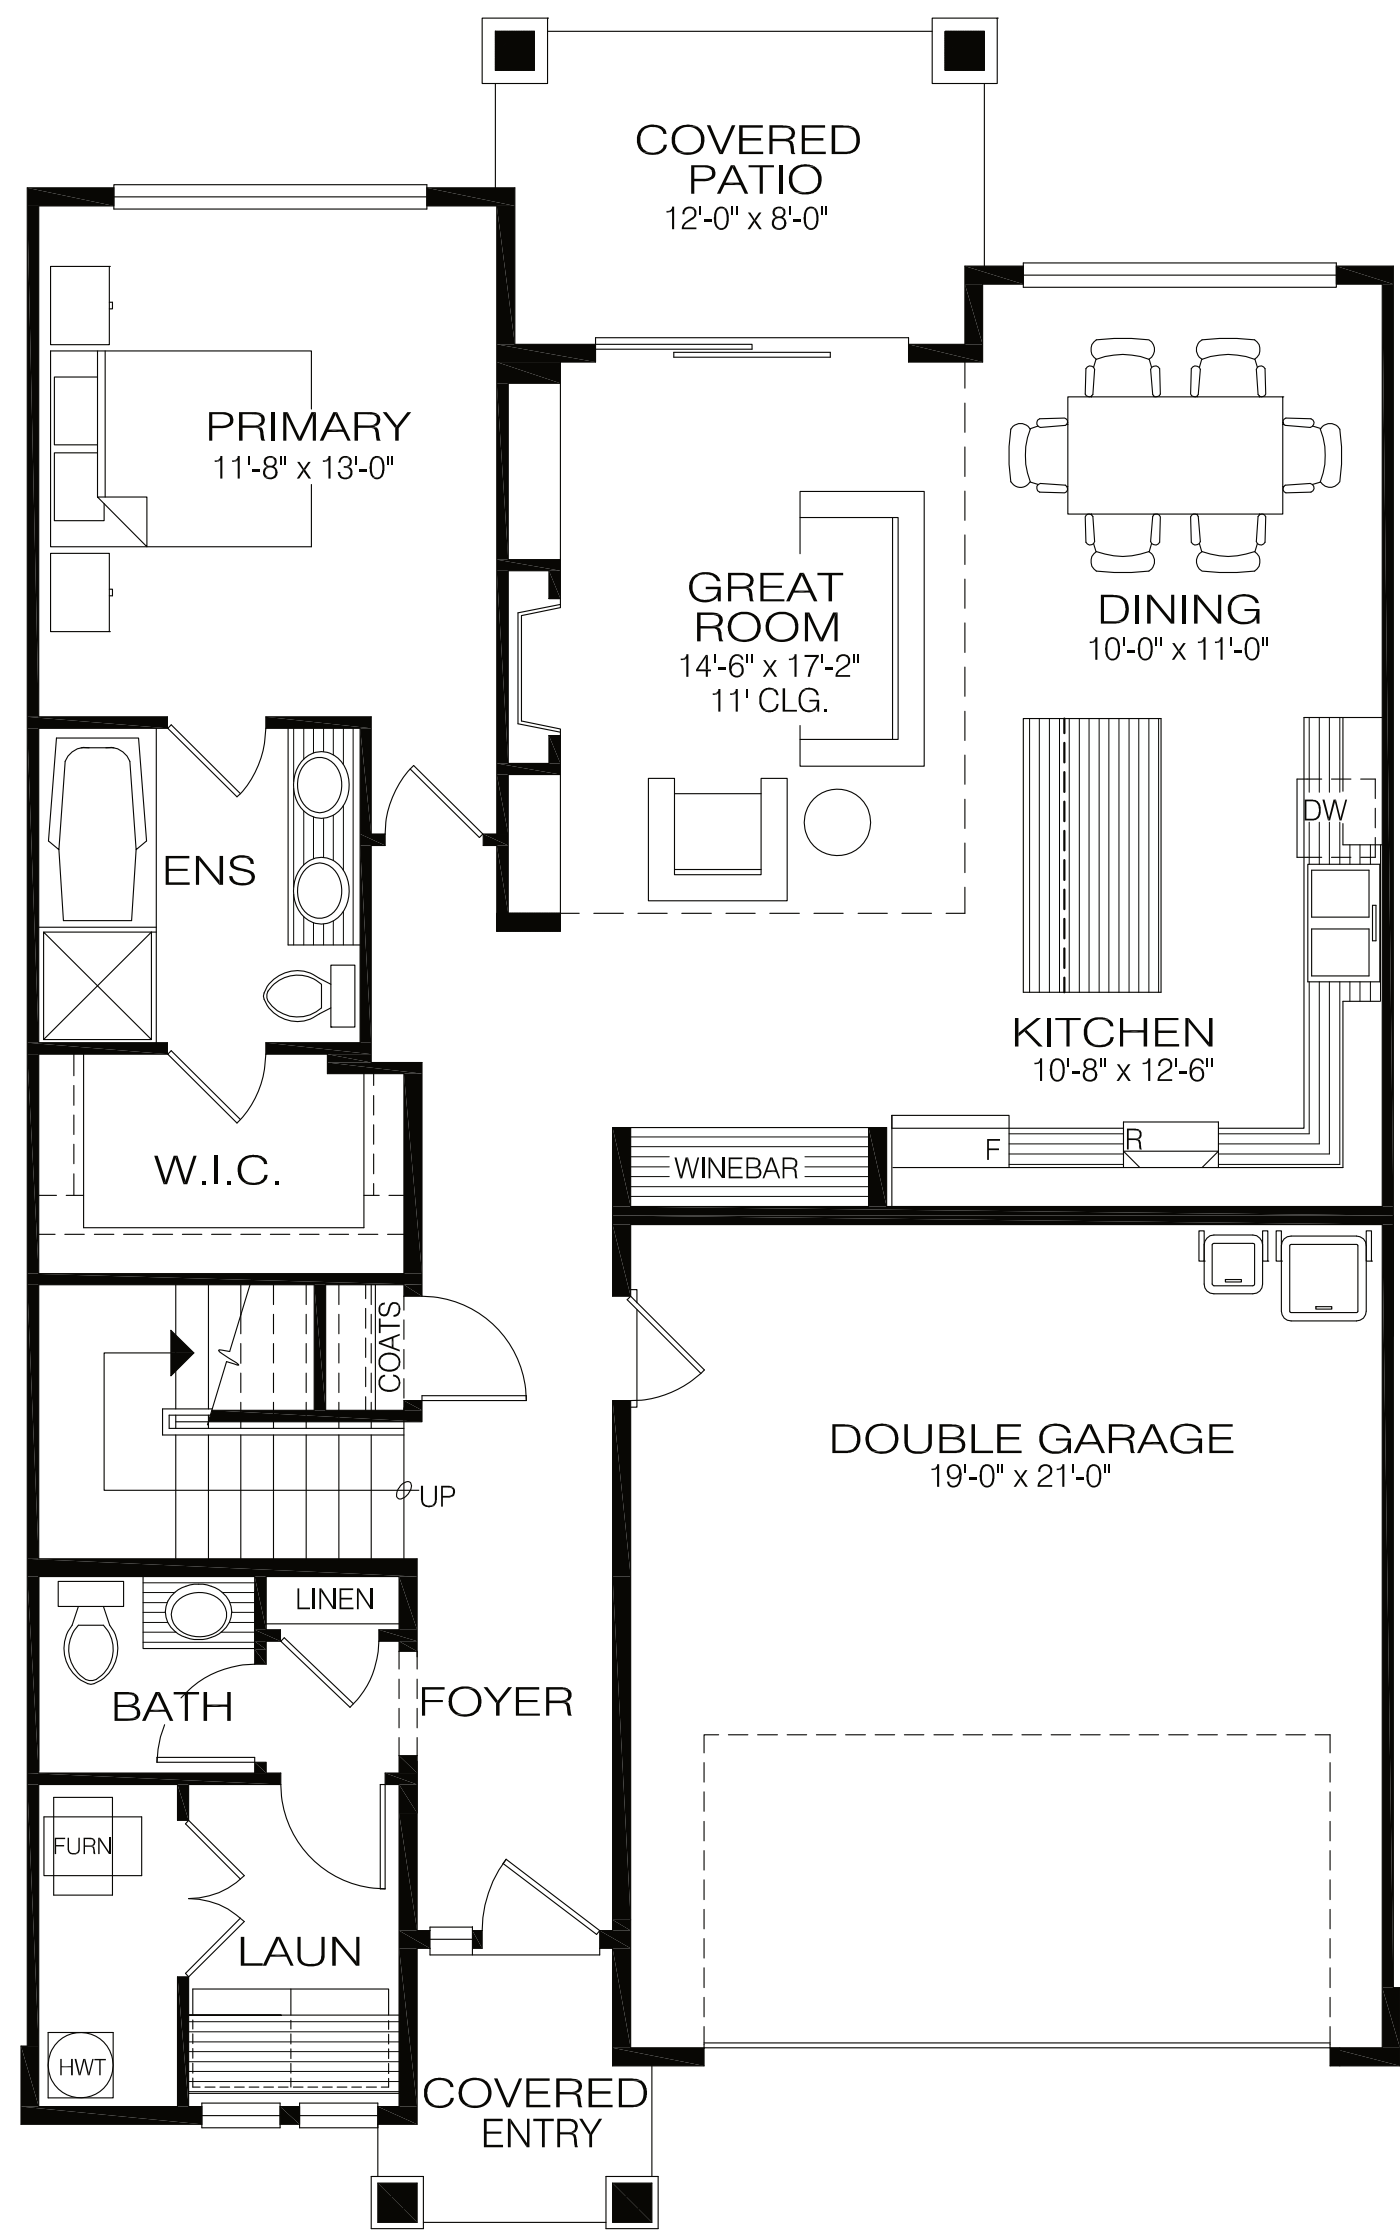 COVERED
PATIO
12'-0" x 8'-0"
PRIMARY
11'-8" x 13'-0"
GREAT
ROOM
14'-6" x 17'-2"
11' CLG.
DINING
10'-0" x 11'-0"
DW
ENS
KITCHEN
10'-8" x 12'-6"
F
R
WINEBAR
W.I.C.
COATS
DOUBLE GARAGE
19'-0" x 21'-0"
UP
LINEN
BATH
FOYER
FURN
LAUN
HWT
COVERED
ENTRY